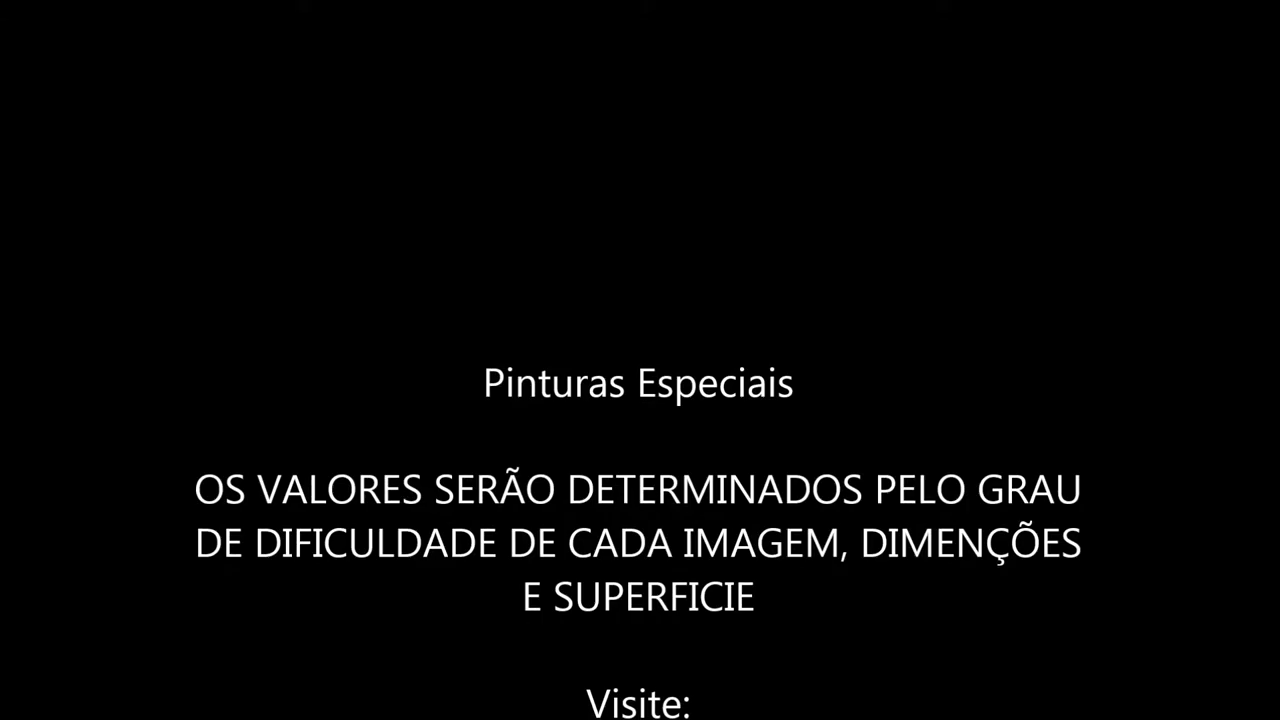 Pinturas Especiais
OS VALORES SERÃO DETERMINADOS PELO GRAU
DE DIFICULDADE DE CADA IMAGEM, DIMENÇÕES
E SUPERFICIE
Visite: